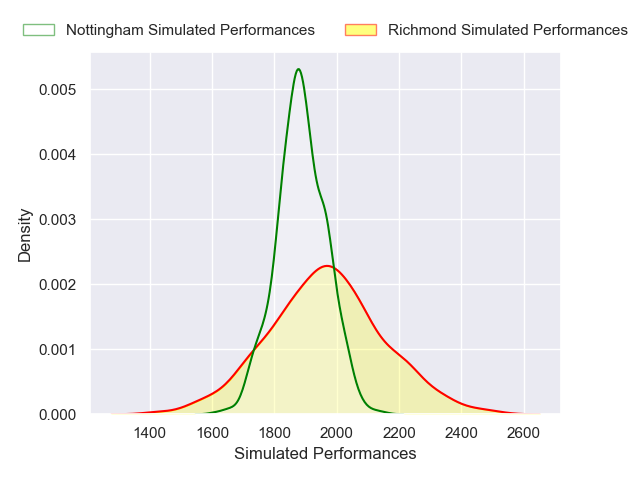 Nottingham Simulated Performances Richmond Simulated Performances
0.005
0.004
0.003
0.002
0.001
0.000
Density
1400 1600 1800 2000 2200 2400 2600
Simulated Performances